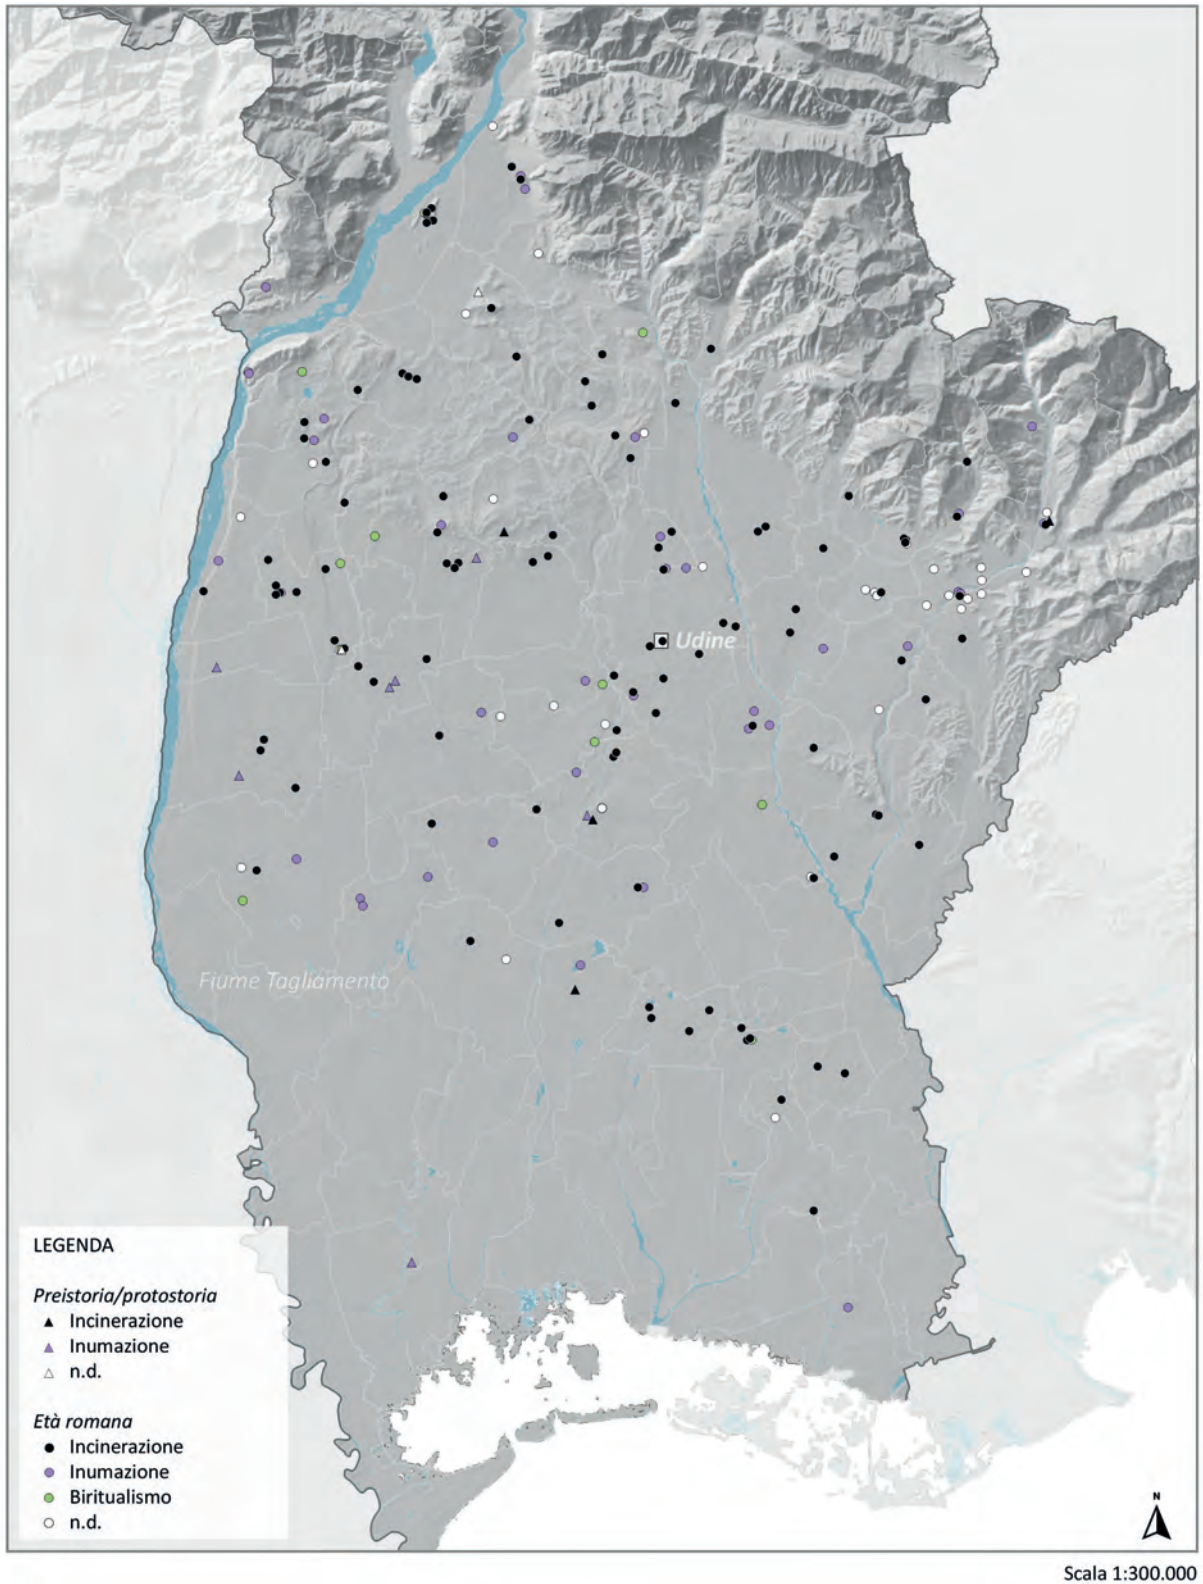 Udine
Fiume Tagliamento
LEGENDA
Preistoria/protostoria
Incinerazione
Inumazione
n.d.
Età romana
Incinerazione
Inumazione
Biritualismo
n.d.
N
Scala 1:300.000